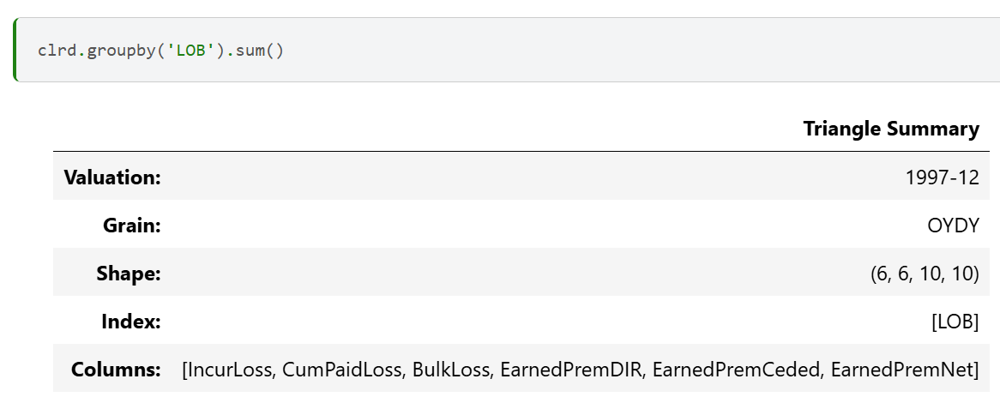 clrd.groupby('LOB').sum()
Triangle Summary
Valuation: 1997-12
Grain: OYDY
Shape: (6, 6, 10, 10)
Index: [LOB]
Columns: [IncurLoss, CumPaidLoss, BulkLoss, EarnedPremDIR, EarnedPremCeded, EarnedPremNet]